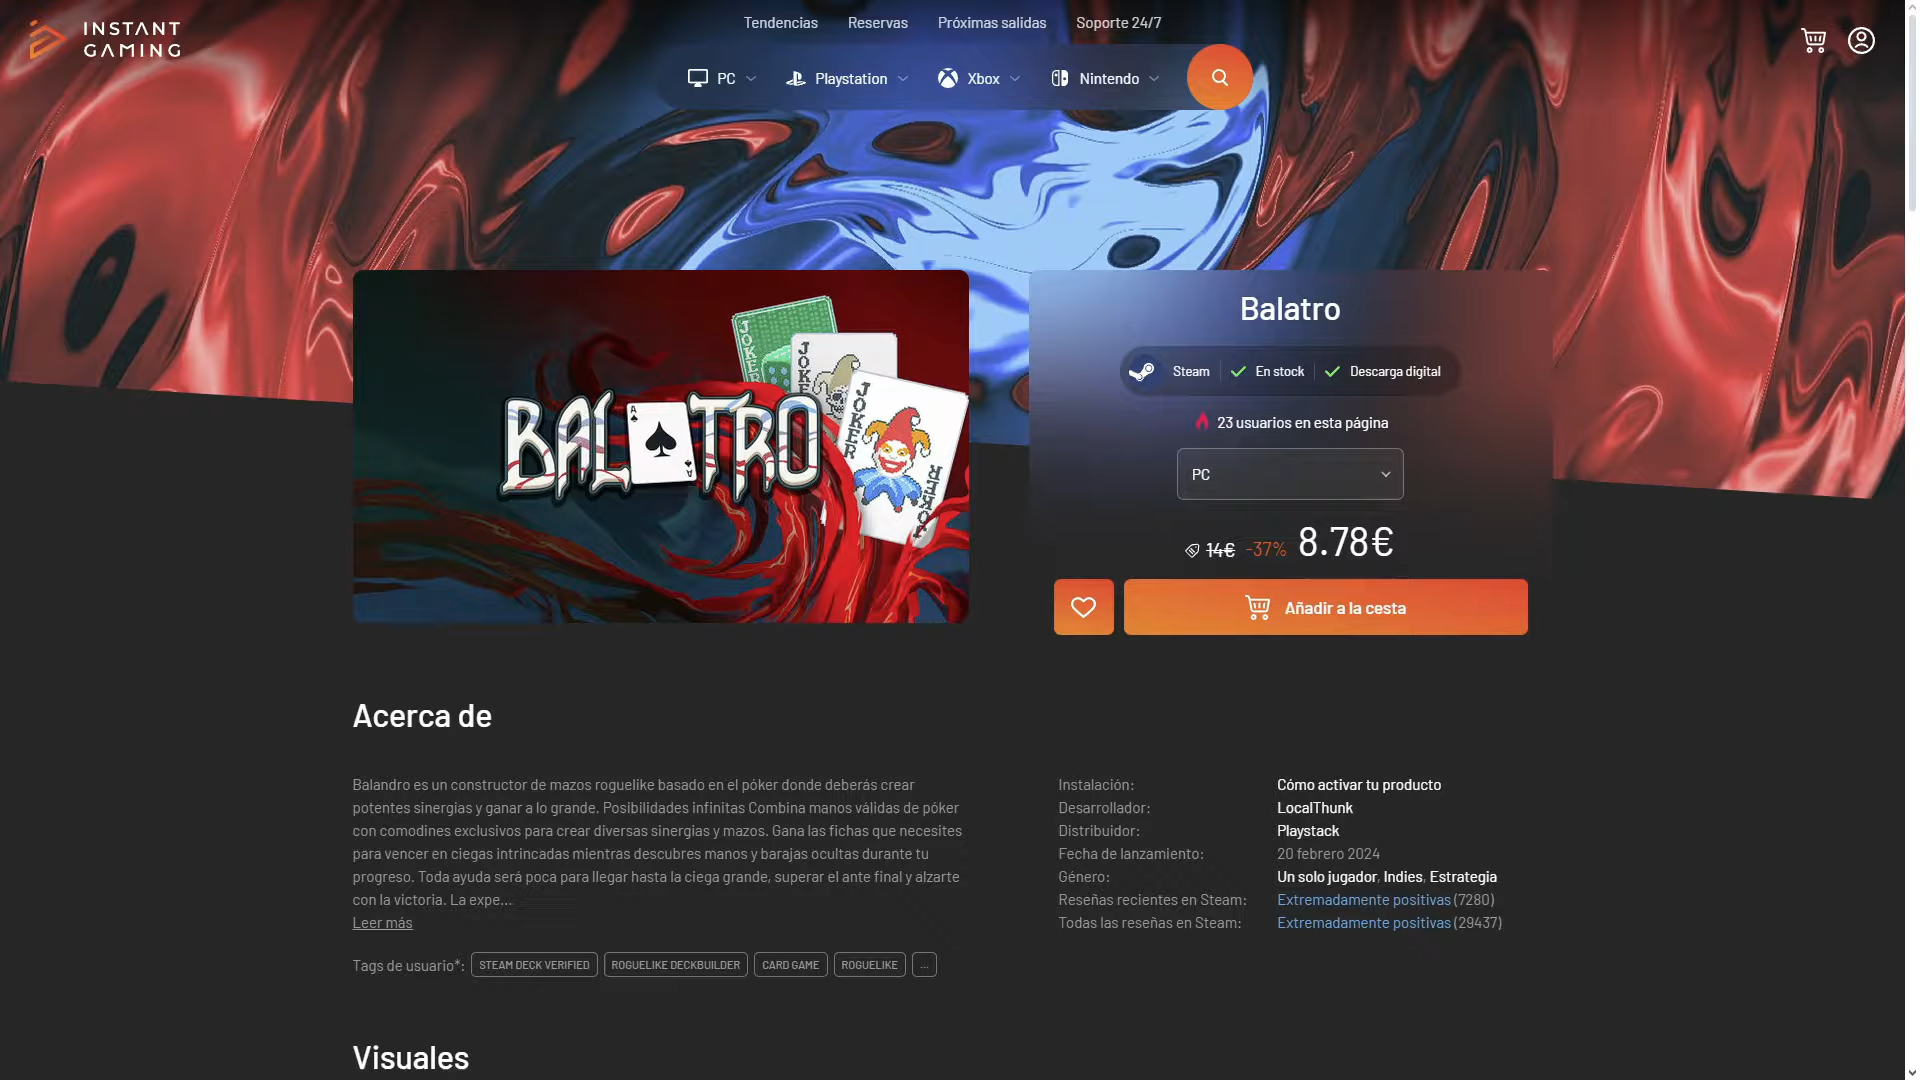 INSTANT
GAMING
Tendencias
Reservas
Próximas salidas
Soporte 24/7
PC
Playstation
Xbox
Nintendo
JOKER
JOKER
JOKER
JOKER
BALATRO
A
A
Balatro
Steam
En stock
Descarga digital
23 usuarios en esta página
PC
14€ -37% 8.78€
Añadir a la cesta
Acerca de
Balandro es un constructor de mazos roguelike basado en el póker donde deberás crear
potentes sinergias y ganar a lo grande. Posibilidades infinitas Combina manos válidas de póker
con comodines exclusivos para crear diversas sinergias y mazos. Gana las fichas que necesites
para vencer en ciegas intrincadas mientras descubres manos y barajas ocultas durante tu
progreso. Toda ayuda será poca para llegar hasta la ciega grande, superar el ante final y alzarte
con la victoria. La expe...
Leer más
Tags de usuario*: STEAM DECK VERIFIED ROGUELIKE DECKBUILDER CARD GAME ROGUELIKE ...
Instalación: Cómo activar tu producto
Desarrollador: LocalThunk
Distribuidor: Playstack
Fecha de lanzamiento: 20 febrero 2024
Género: Un solo jugador, Indies, Estrategia
Reseñas recientes en Steam: Extremadamente positivas (7280)
Todas las reseñas en Steam: Extremadamente positivas (29437)
Visuales